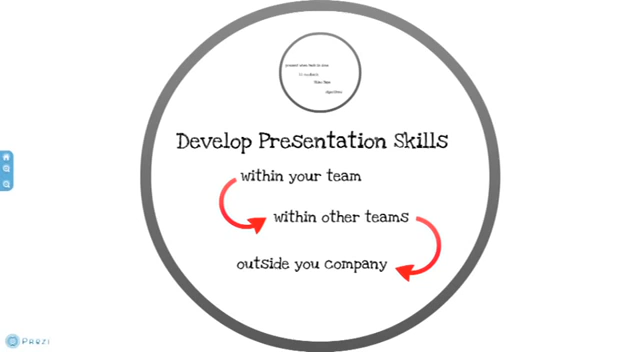 Develop Presentation Skills
within your team
within other teams
outside you company
Prezi